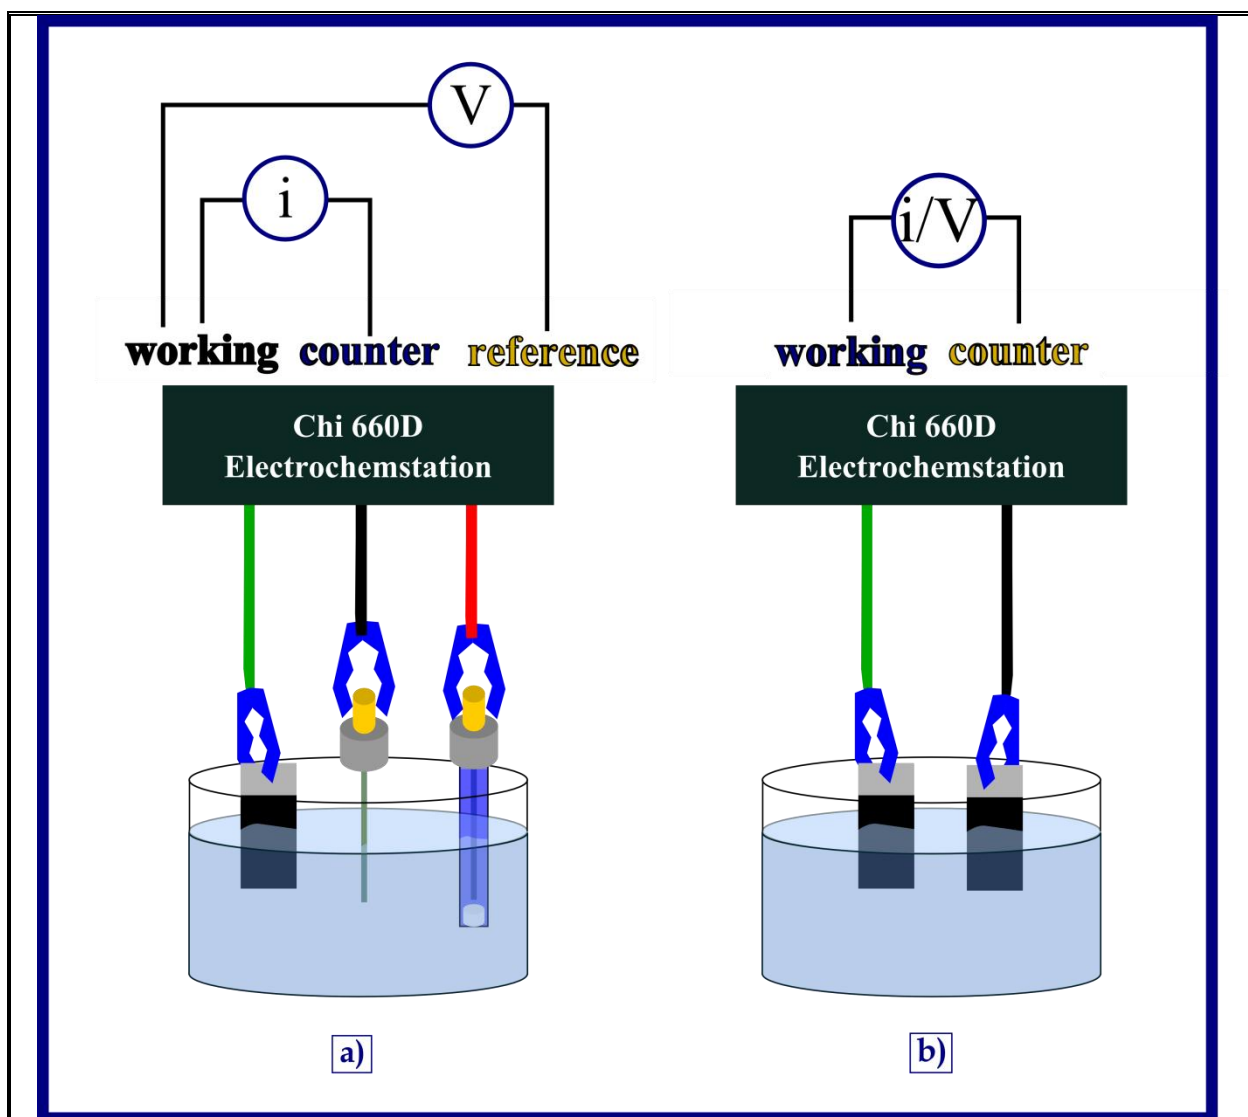 V
i
working counter reference
Chi 660D
Electrochemstation
a)
i/V
working counter
Chi 660D
Electrochemstation
b)